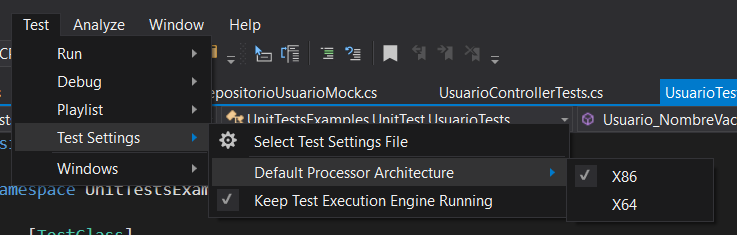 Test Analyze Window Help
Run
Debug
epositorioUsuarioMock.cs UsuarioControllerTests.cs UsuarioTest
Playlist
UnitTestsExamples.UnitTest.UsuarioTests Usuario_NombreVac
Test Settings
Select Test Settings File
Windows
Default Processor Architecture
X86
amespace UnitTestsExam
Keep Test Execution Engine Running
X64
[TestClass]